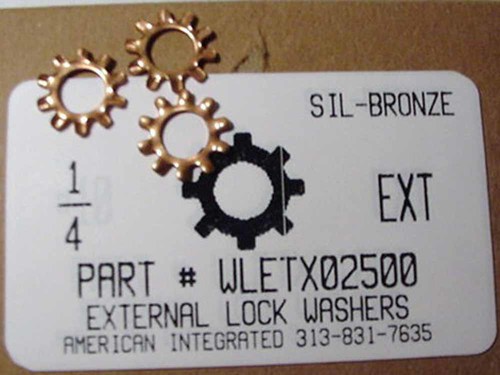 SIL-BRONZE
1/4
EXT
PART # WLETX02500
EXTERNAL LOCK WASHERS
AMERICAN INTEGRATED 313-831-7635